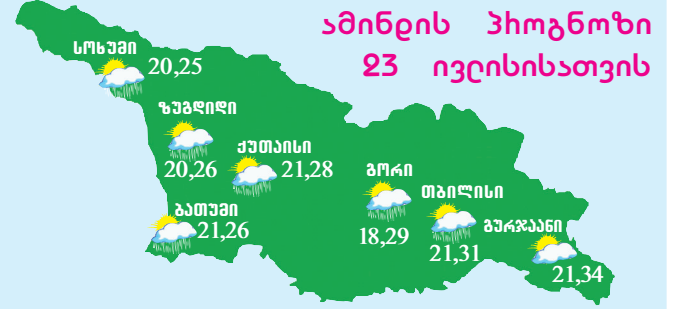 ამინდის პროგნოზი
23 ივლისისათვის
სოხუმი
20,25
ზუგდიდი
20,26
ქუთაისი
21,28
ბათუმი
21,26
გორი
18,29
თბილისი
21,31
გურჯაანი
21,34